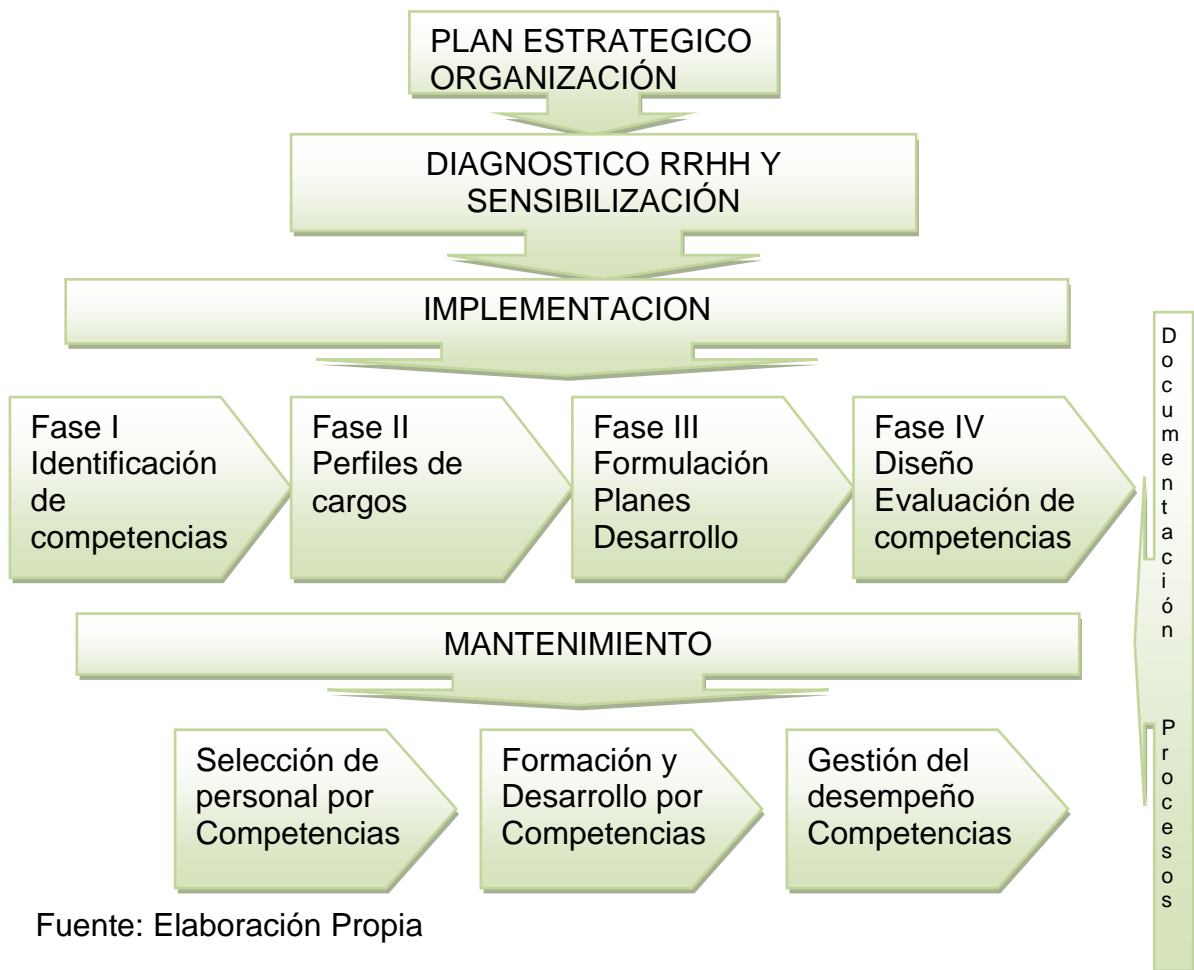 PLAN ESTRATEGICO
ORGANIZACIÓN
DIAGNOSTICO RRHH Y
SENSIBILIZACIÓN
IMPLEMENTACION
Fase I
Identificación
de
competencias
Fase II
Perfiles de
cargos
Fase III
Formulación
Planes
Desarrollo
Fase IV
Diseño
Evaluación de
competencias
MANTENIMIENTO
Selección de
personal por
Competencias
Formación y
Desarrollo por
Competencias
Gestión del
desempeño
Competencias
Documentación Procesos
Fuente: Elaboración Propia